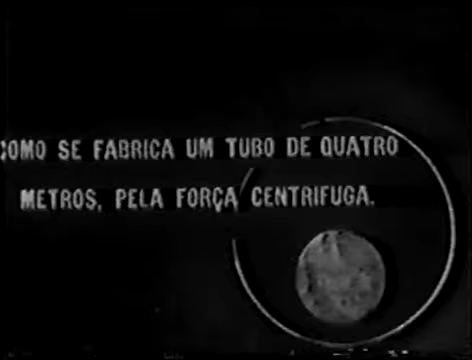 COMO SE FABRICA UM TUBO DE QUATRO
METROS, PELA FORÇA CENTRIFUGA.